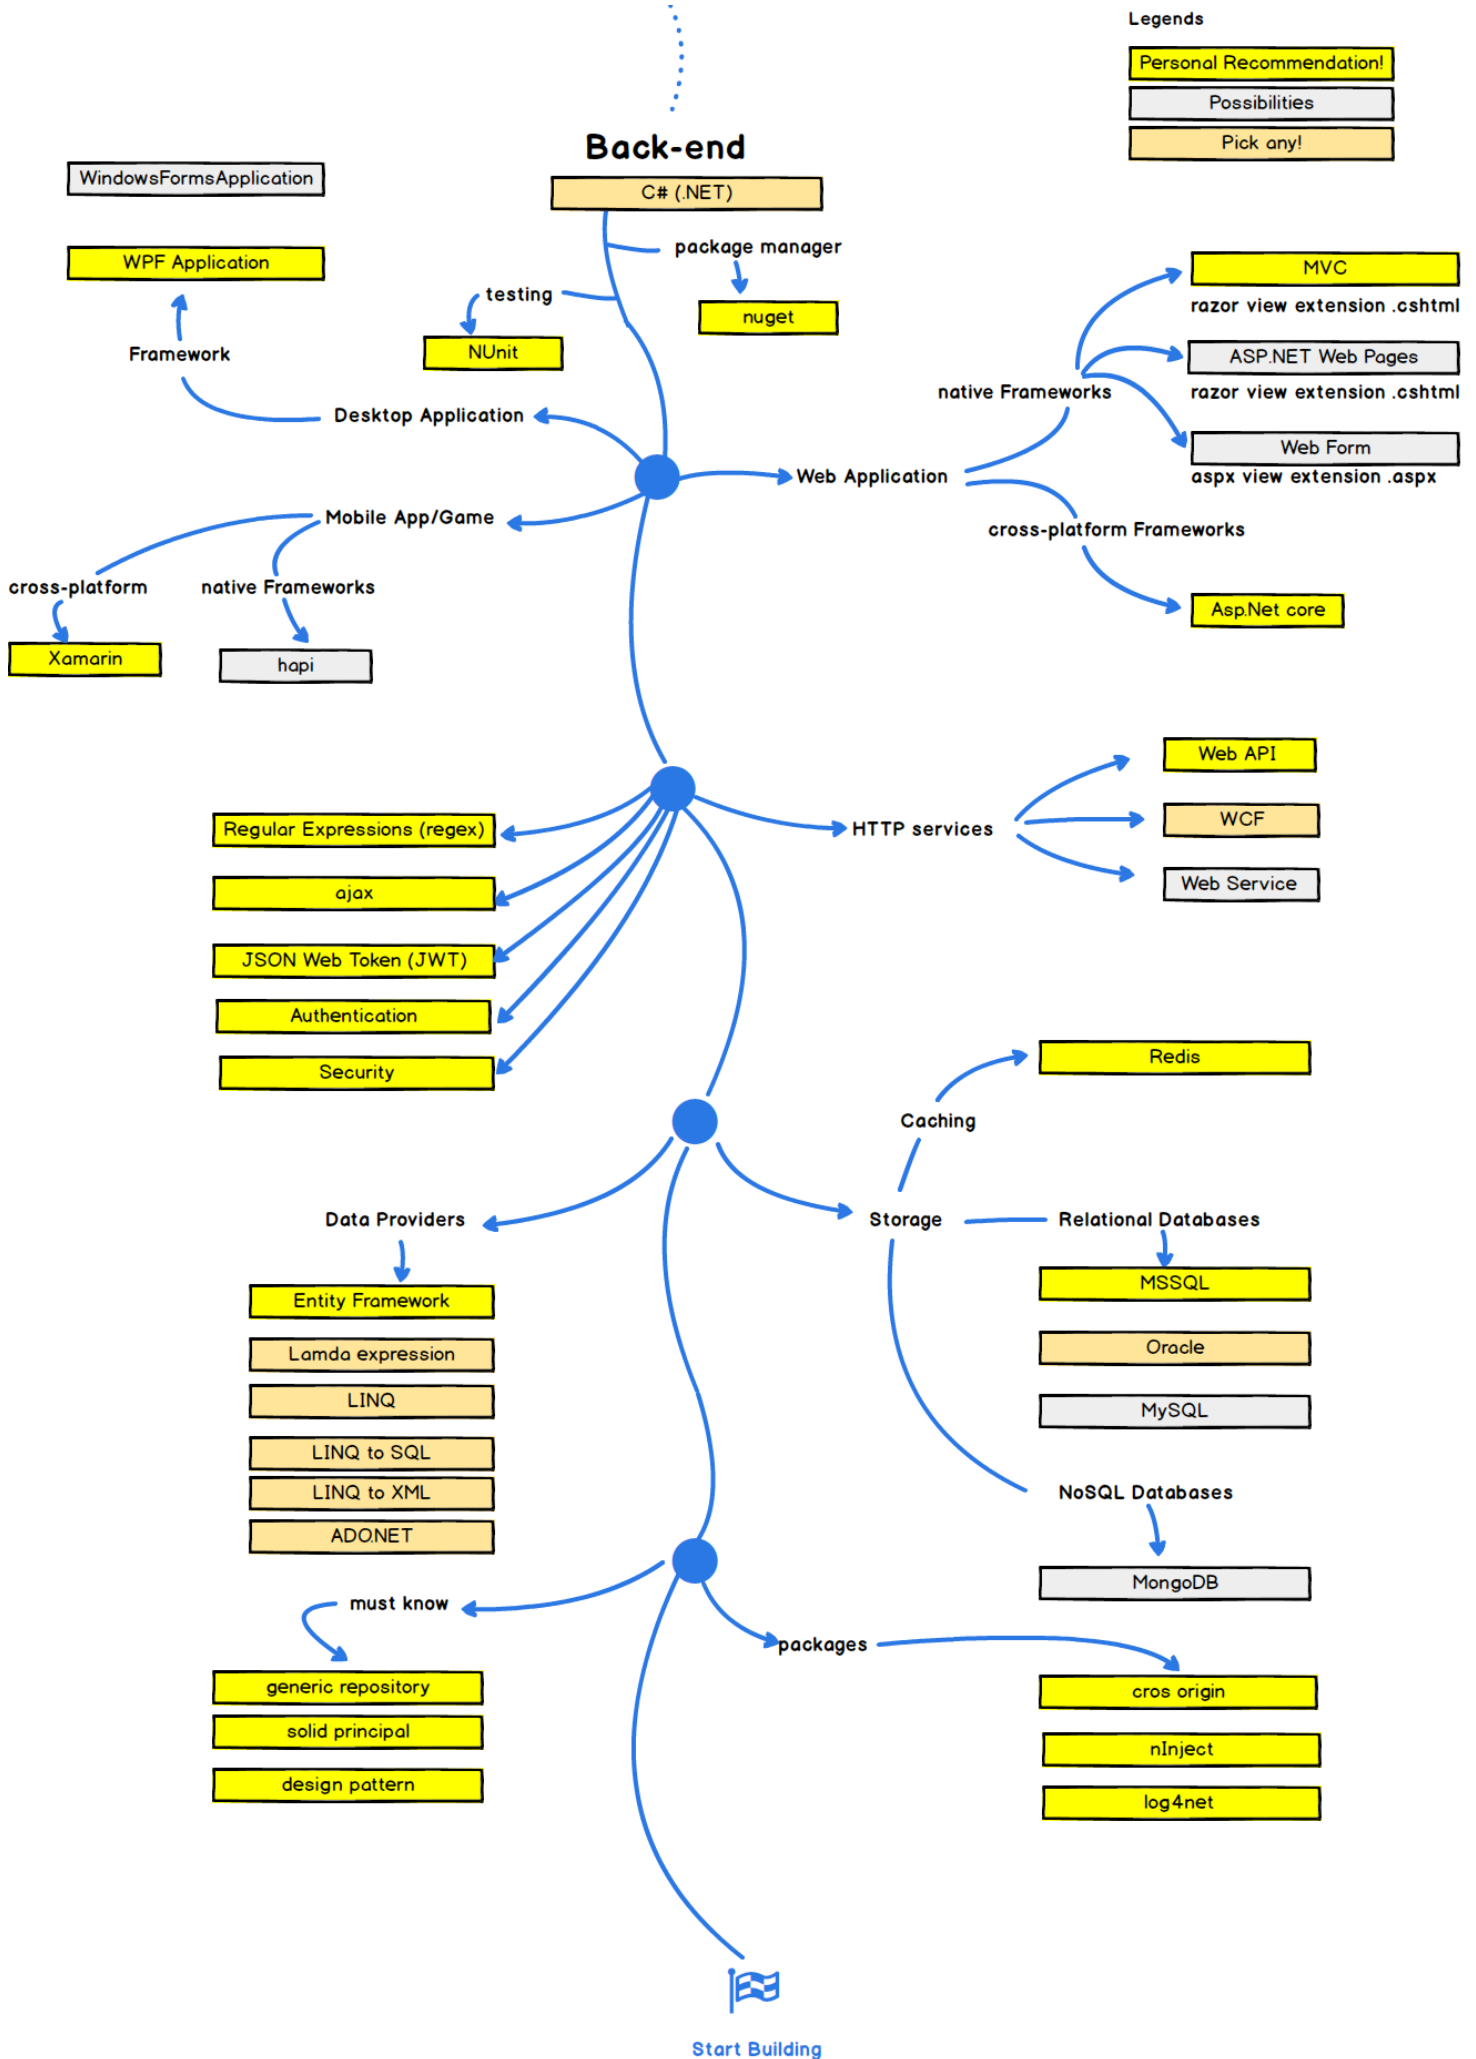 Legends
Personal Recommendation!
Possibilities
Pick any!
Back-end
C# (.NET)
package manager
nuget
testing
NUnit
WindowsFormsApplication
WPF Application
Framework
Desktop Application
Mobile App/Game
cross-platform
native Frameworks
Xamarin
hapi
Web Application
native Frameworks
MVC
razor view extension .cshtml
ASP.NET Web Pages
razor view extension .cshtml
Web Form
aspx view extension .aspx
cross-platform Frameworks
Asp.Net core
Regular Expressions (regex)
ajax
JSON Web Token (JWT)
Authentication
Security
HTTP services
Web API
WCF
Web Service
Data Providers
Entity Framework
Lamda expression
LINQ
LINQ to SQL
LINQ to XML
ADO.NET
Storage
Caching
Redis
Relational Databases
MSSQL
Oracle
MySQL
NoSQL Databases
MongoDB
must know
generic repository
solid principal
design pattern
packages
cros origin
nInject
log4net
Start Building